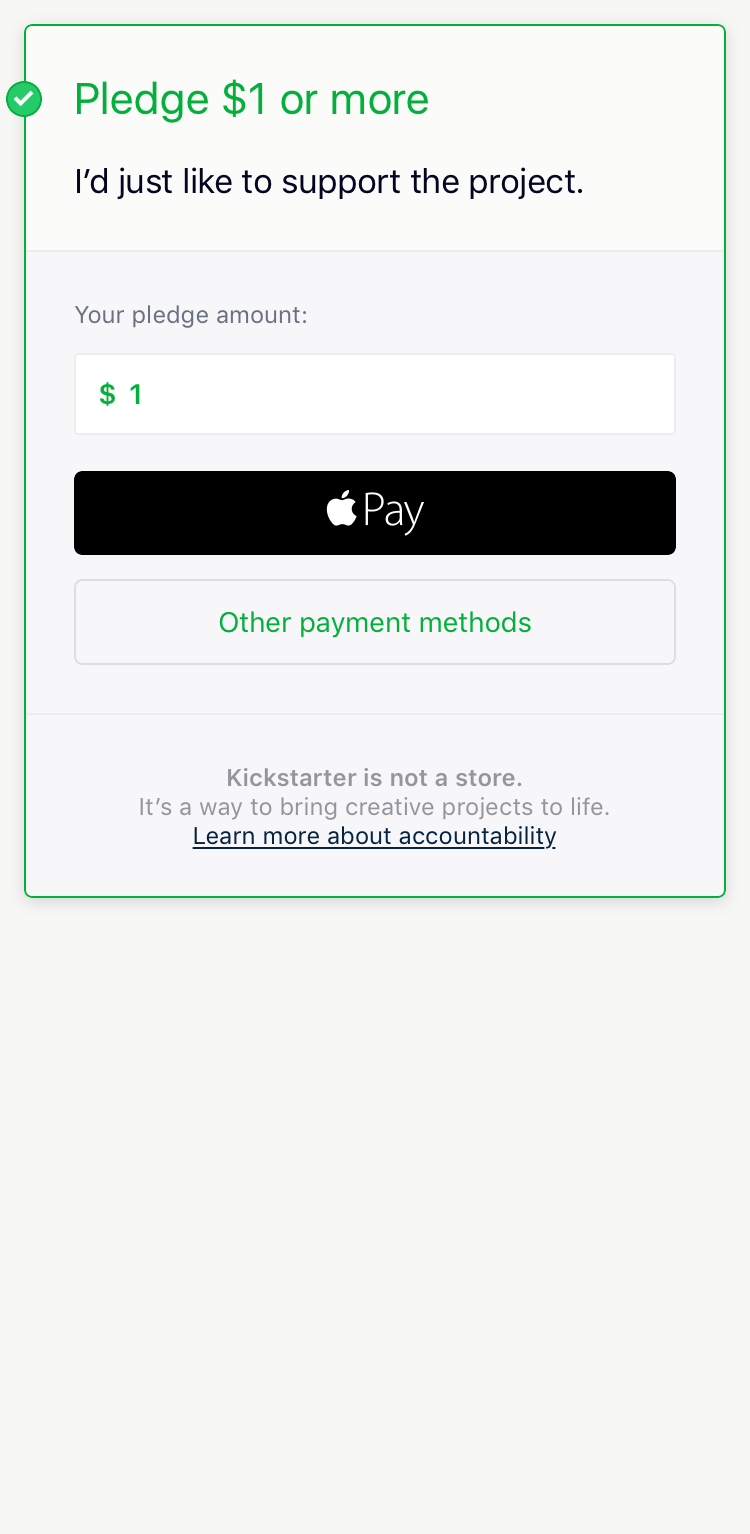 Pledge $1 or more
I’d just like to support the project.
Your pledge amount:
$ 1
Pay
Other payment methods
Kickstarter is not a store.
It’s a way to bring creative projects to life.
Learn more about accountability